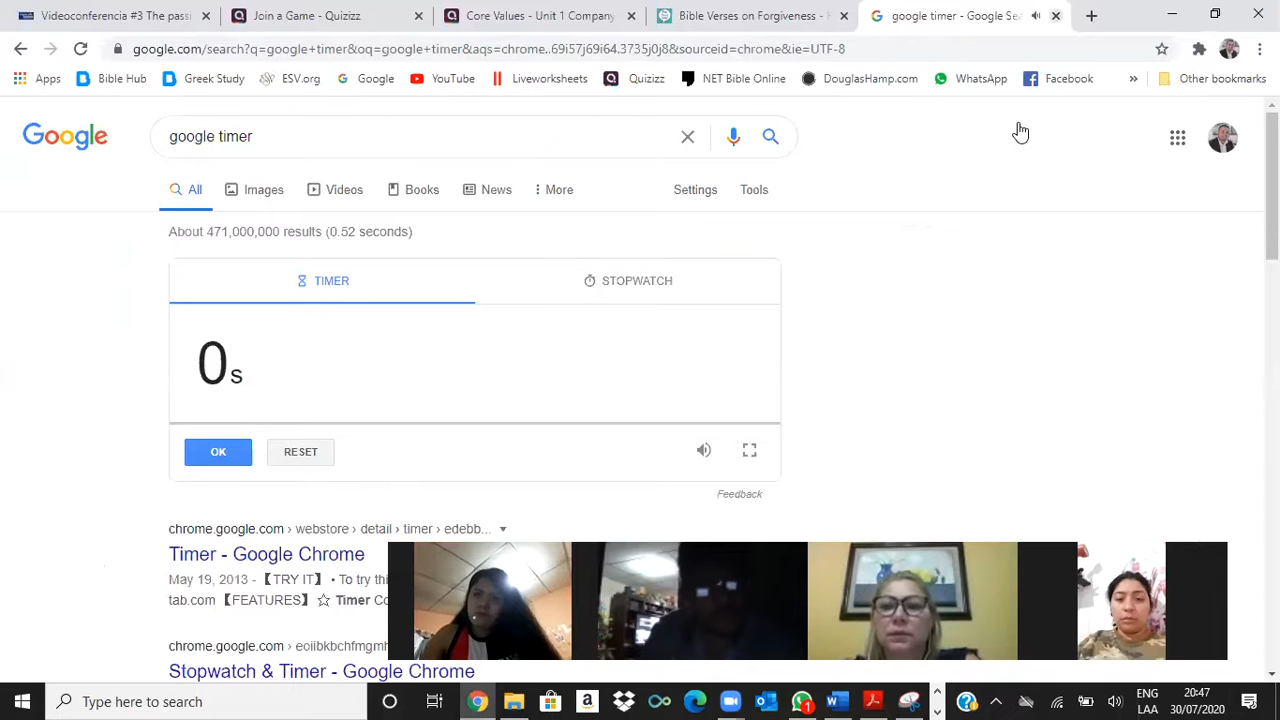 Videoconferencia #3 The past
Join a Game - Quizizz
Core Values - Unit 1 Company
Bible Verses on Forgiveness -
google timer - Google Sea
google.com/search?q=google+timer&oq=google+timer&aqs=chrome..69i57j69i64.3735j0j8&sourceid=chrome&ie=UTF-8
Apps
Bible Hub
Greek Study
ESV.org
Google
YouTube
Liveworksheets
Quizizz
NET Bible Online
DouglasHamp.com
WhatsApp
Facebook
Other bookmarks
Google
google timer
All
Images
Videos
Books
News
More
Settings
Tools
About 471,000,000 results (0.52 seconds)
TIMER
STOPWATCH
0s
OK
RESET
Feedback
chrome.google.com › webstore › detail › timer › edebb...
Timer - Google Chrome
May 19, 2013 - 【TRY IT】 • To try thi
tab.com 【FEATURES】 ☆ Timer Co
chrome.google.com › eoiibkbchfmgmh
Stopwatch & Timer - Google Chrome
Type here to search
1
ENG
LAA
20:47
30/07/2020